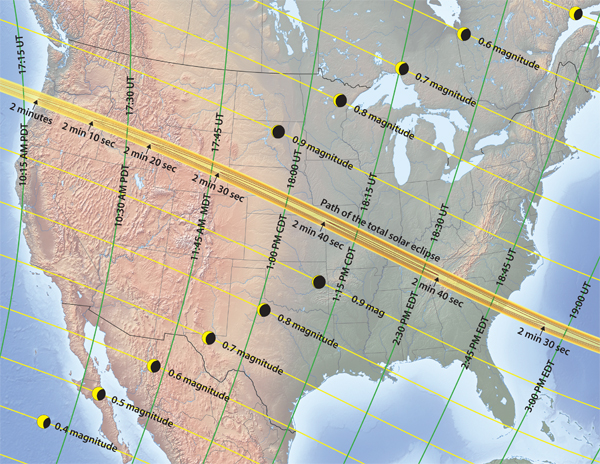 0.6 magnitude
0.7 magnitude
0.8 magnitude
0.9 magnitude
17:15 UT
17:30 UT
17:45 UT
18:00 UT
18:15 UT
18:30 UT
18:45 UT
19:00 UT
2 minutes
2 min 10 sec
2 min 20 sec
2 min 30 sec
2 min 40 sec
Path of the total solar eclipse
2 min 40 sec
2 min 30 sec
10:15 AM PDT
10:30 AM PDT
11:45 AM MDT
1:00 PM CDT
1:15 PM CDT
2:30 PM EDT
2:45 PM EDT
3:00 PM EDT
0.9 mag
0.8 magnitude
0.7 magnitude
0.6 magnitude
0.5 magnitude
0.4 magnitude